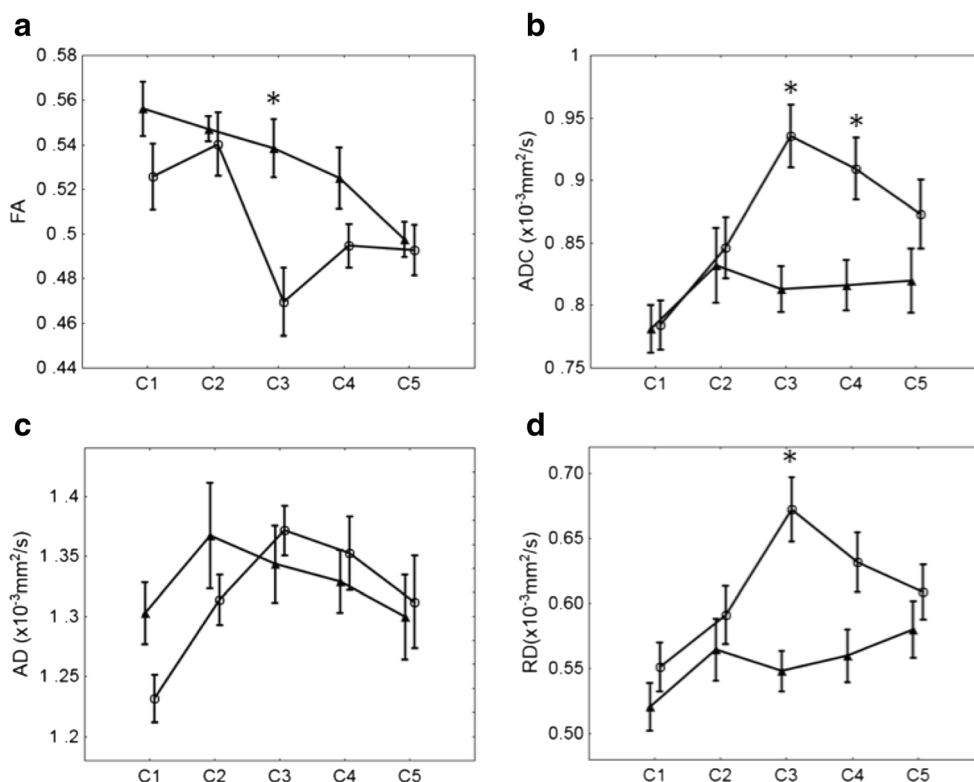 a
FA
0 .58
0 .56
0 .54
0 .52
0 .5
0 .48
0 .46
0 .44
*
C1 C2 C3 C4 C5
b
ADC (x10⁻³mm²/s)
1
0.95
0.9
0.85
0.8
0.75
* *
C1 C2 C3 C4 C5
c
AD (x10⁻³mm²/s)
1 .4
1.35
1.3
1.25
1.2
C1 C2 C3 C4 C5
d
RD(x10⁻³mm²/s)
0.70
0.65
0.60
0.55
0.50
*
C1 C2 C3 C4 C5